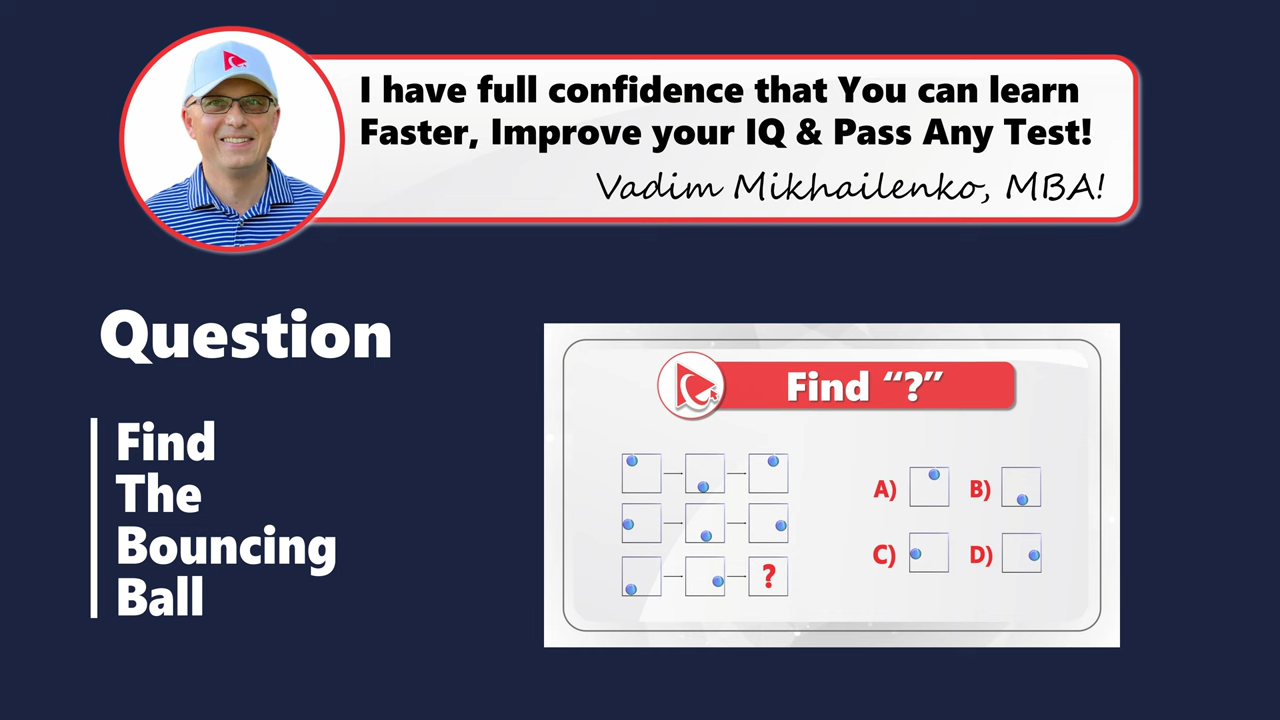 I have full confidence that You can learn
Faster, Improve your IQ & Pass Any Test!
Vadim Mikhailenko, MBA!
Question
Find
The
Bouncing
Ball
Find “?”
A) B)
?
C) D)